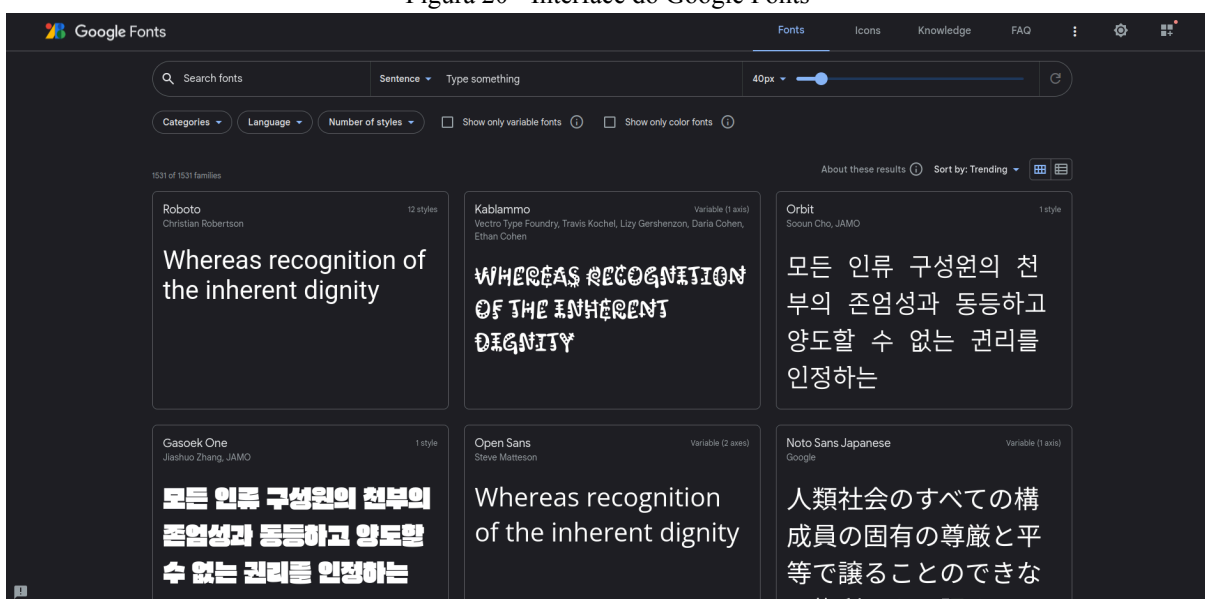 Figura 20 - Interface do Google Fonts
Google Fonts
Fonts
Icons
Knowledge
FAQ
Search fonts
Sentence
Type something
40px
Categories
Language
Number of styles
Show only variable fonts
Show only color fonts
1531 of 1531 families
About these results
Sort by: Trending
Roboto
12 styles
Christian Robertson
Whereas recognition of
the inherent dignity
Kablammo
Variable (1 axis)
Vectro Type Foundry, Travis Kochel, Lizy Gershenzon, Daria Cohen,
Ethan Cohen
WHEREAS RECOGNITION
OF THE INHERENT
DIGNITY
Orbit
1 style
Sooun Cho, JAMO
모든 인류 구성원의 천
부의 존엄성과 동등하고
양도할 수 없는 권리를
인정하는
Gasoek One
1 style
Jiashuo Zhang, JAMO
모든 인류 구성원의 천부의
존엄성과 동등하고 양도할
수 없는 권리를 인정하는
Open Sans
Variable (2 axes)
Steve Matteson
Whereas recognition
of the inherent dignity
Noto Sans Japanese
Variable (1 axis)
Google
人類社会のすべての構
成員の固有の尊厳と平
等で譲ることのできな